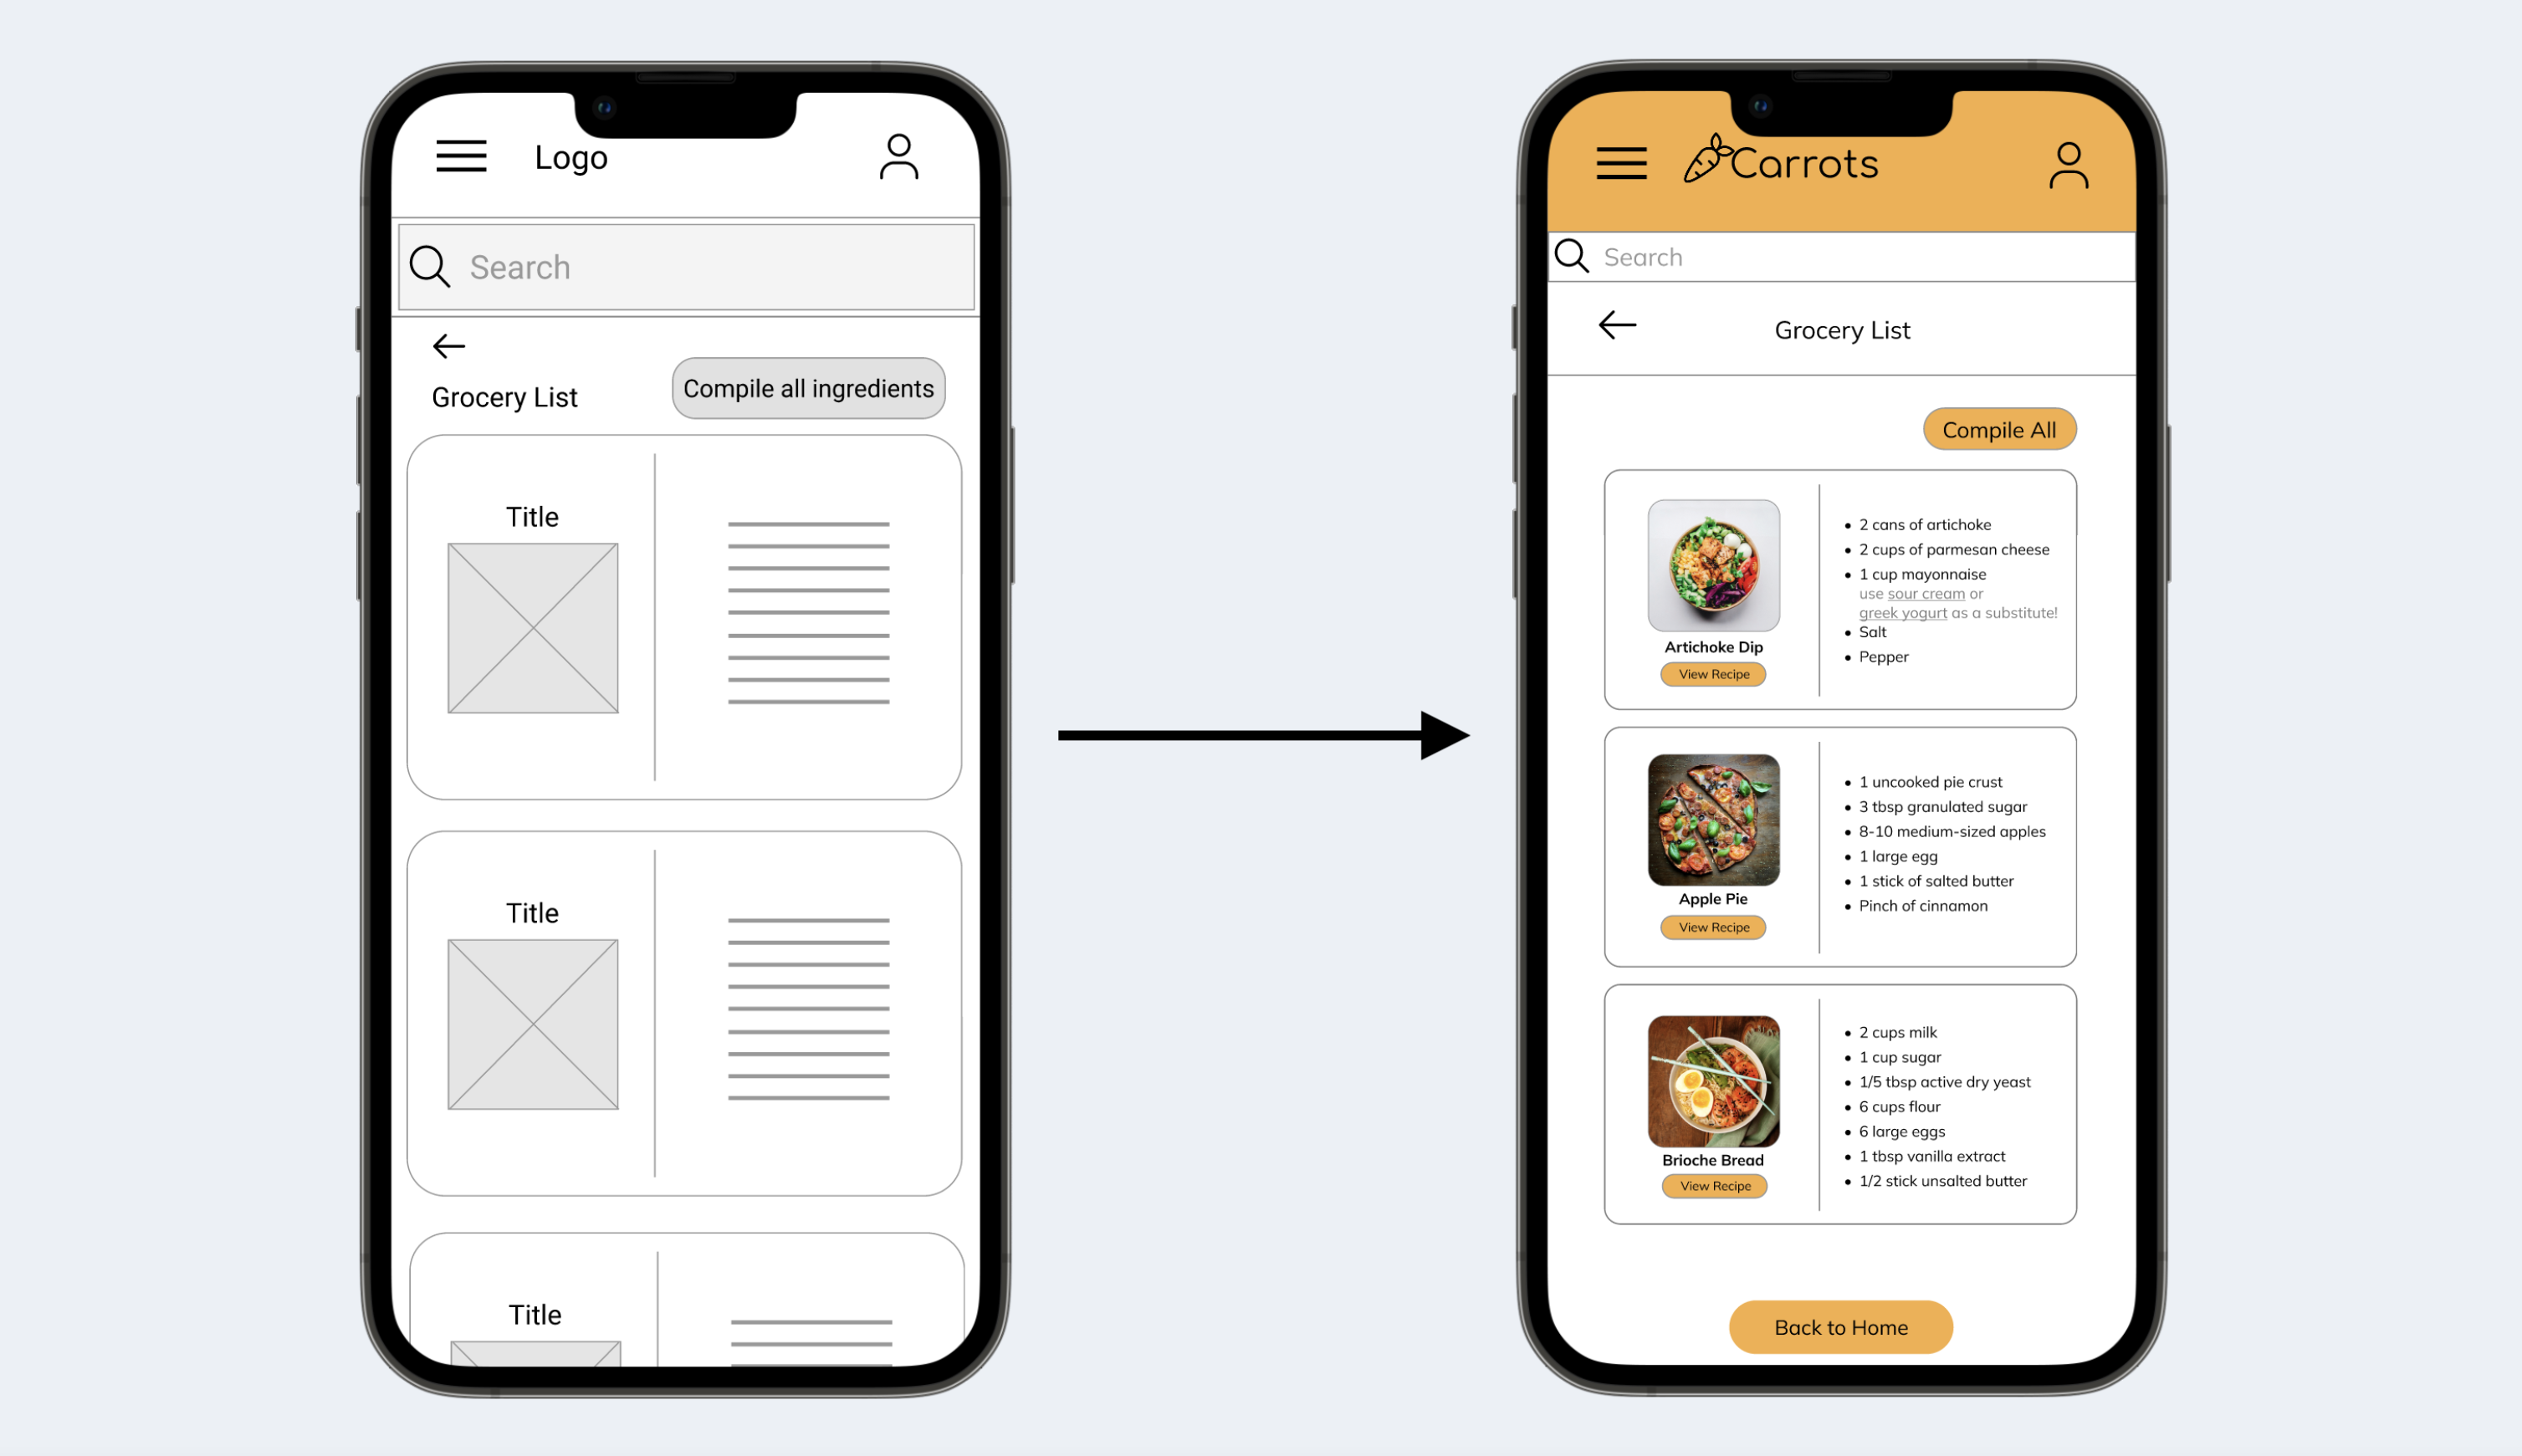 Logo
Search
Grocery List
Compile all ingredients
Title
Title
Title
Carrots
Search
Grocery List
Compile All
Artichoke Dip
View Recipe
2 cans of artichoke
2 cups of parmesan cheese
1 cup mayonnaise
use sour cream or
greek yogurt as a substitute!
Salt
Pepper
Apple Pie
View Recipe
1 uncooked pie crust
3 tbsp granulated sugar
8-10 medium-sized apples
1 large egg
1 stick of salted butter
Pinch of cinnamon
Brioche Bread
View Recipe
2 cups milk
1 cup sugar
1/5 tbsp active dry yeast
6 cups flour
6 large eggs
1 tbsp vanilla extract
1/2 stick unsalted butter
Back to Home